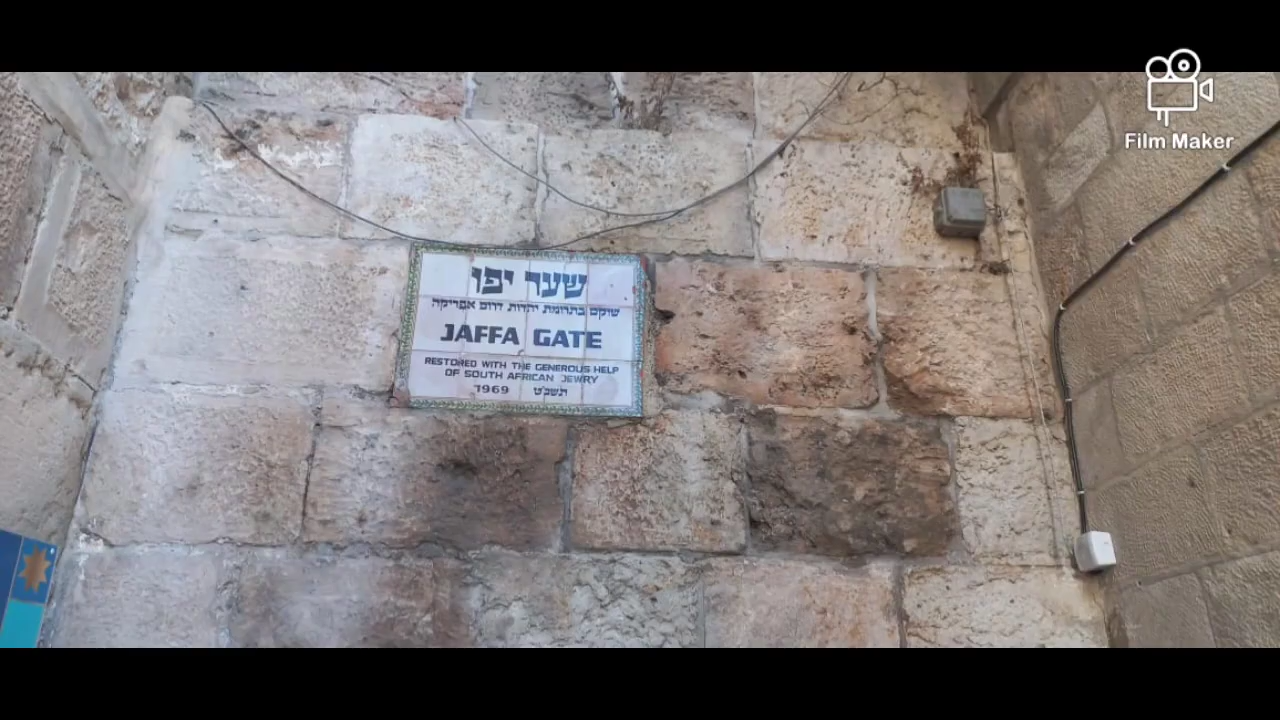 Film Maker
שער יפו
שוקם בתרומת יהדות דרום אפריקה
JAFFA GATE
RESTORED WITH THE GENEROUS HELP
OF SOUTH AFRICAN JEWRY
1969 תשכ"ט